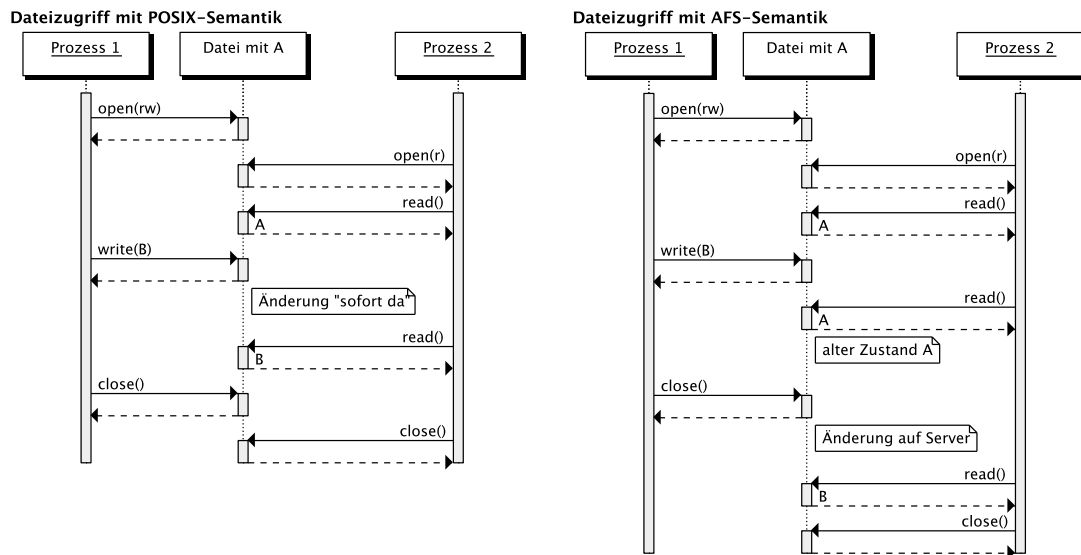 Dateizugriff mit POSIX-Semantik
Prozess 1
Datei mit A
Prozess 2
open(rw)
open(r)
read()
A
write(B)
Änderung "sofort da"
read()
B
close()
close()
Dateizugriff mit AFS-Semantik
Prozess 1
Datei mit A
Prozess 2
open(rw)
open(r)
read()
A
write(B)
read()
A
alter Zustand A
close()
Änderung auf Server
read()
B
close()